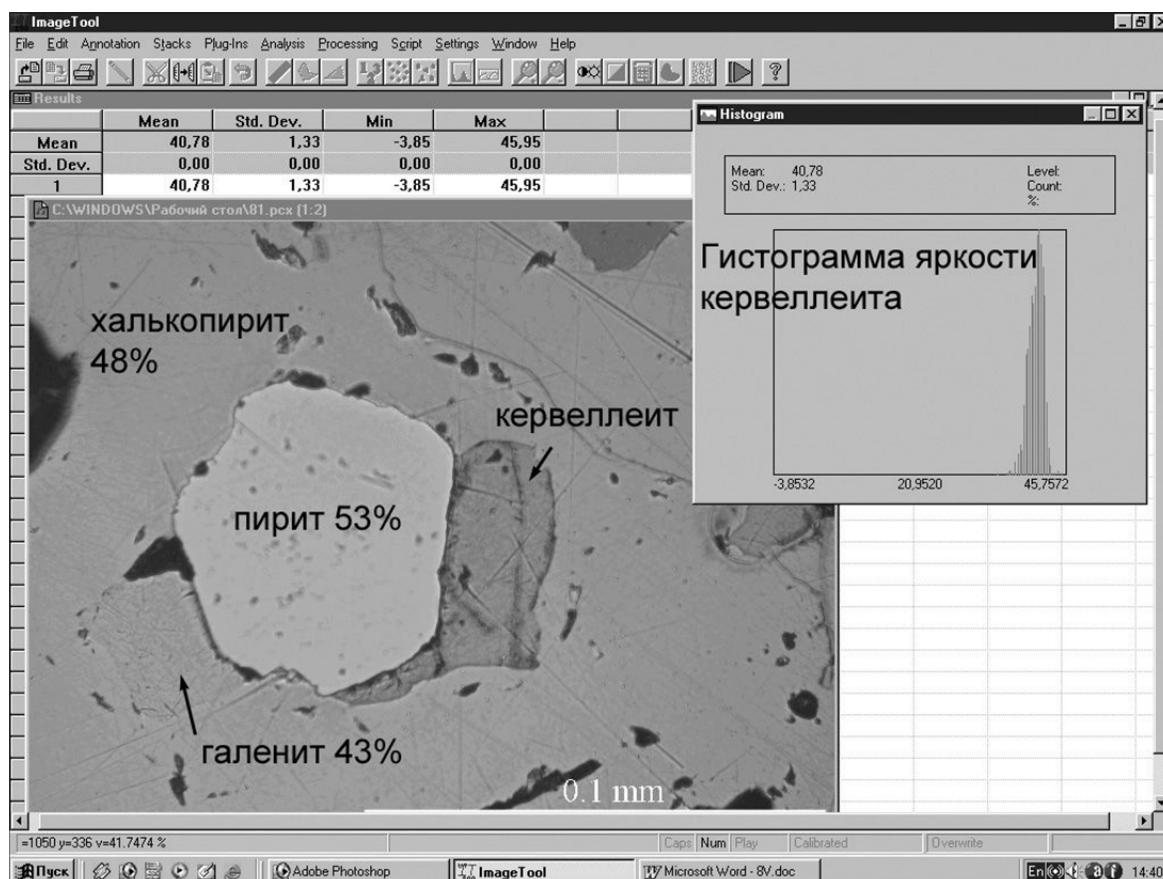 ImageTool
File Edit Annotation Stacks Plug-Ins Analysis Processing Script Settings Window Help
Results
Mean Std. Dev. Min Max
Mean 40,78 1,33 -3,85 45,95
Std. Dev. 0,00 0,00 0,00 0,00
1 40,78 1,33 -3,85 45,95
C:\WINDOWS\Рабочий стол\81.pcx (1:2)
халькопирит
48%
кервеллеит
пирит 53%
галенит 43%
0.1 mm
Histogram
Mean: 40,78 Level:
Std. Dev.: 1,33 Count:
%:
Гистограмма яркости
кервеллеита
-3,8532 20,9520 45,7572
=1050 y=336 v=41.7474 % Caps Num Play Calibrated Overwrite
Пуск Adobe Photoshop ImageTool Microsoft Word - 8V.doc En 14:40